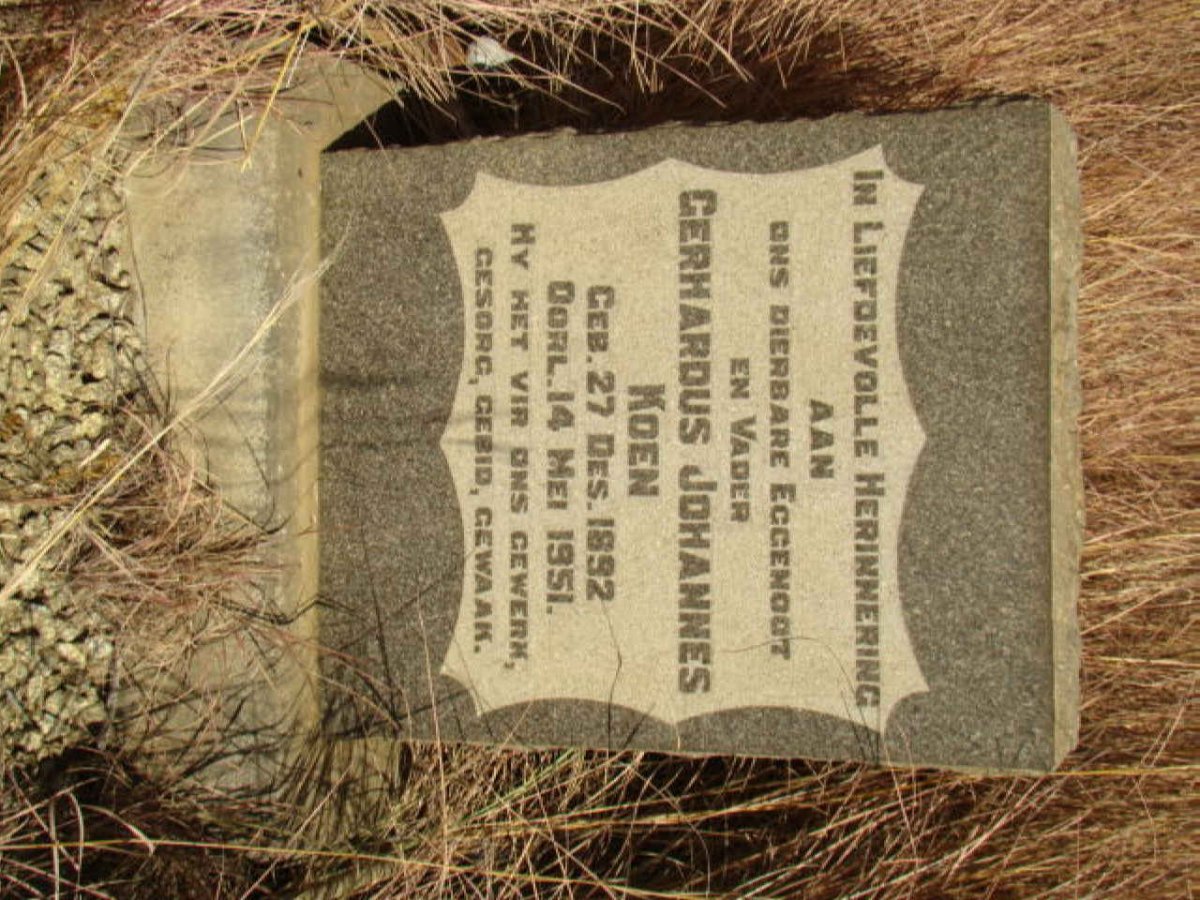 IN LIEFDEVOLLE HERINNERING
AAN
ONS DIERBARE EGGENOOT
EN VADER
GERHARDUS JOHANNES
KOEN
GEB. 27 DES. 1892
OORL. 14 MEI 1951.
HY HET VIR ONS GEWERK,
GESORG, GEBID, GEWAAK.